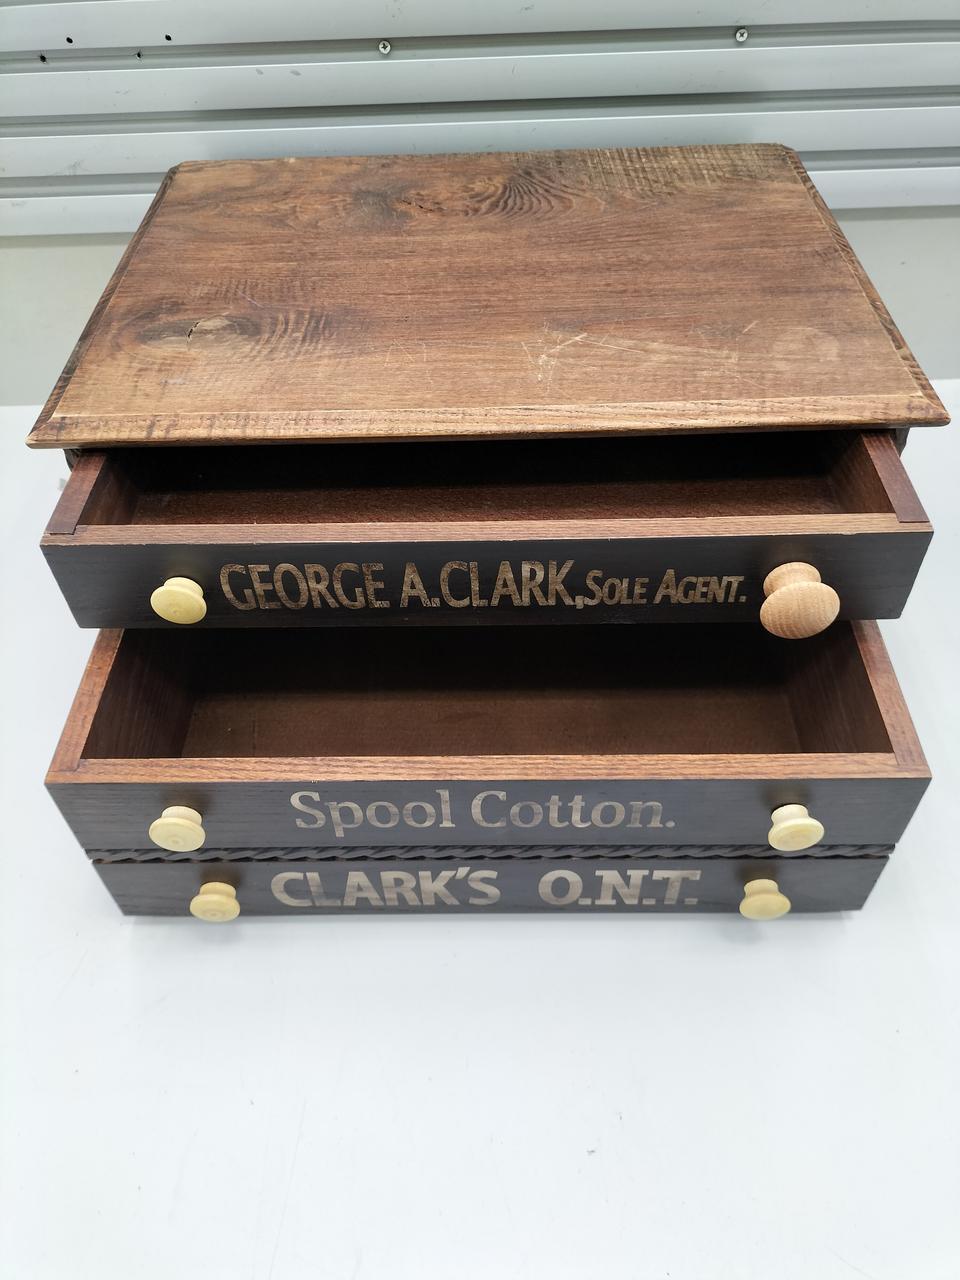 GEORGE A. CLARK, SOLE AGENT.
Spool Cotton.
CLARK'S O.N.T.